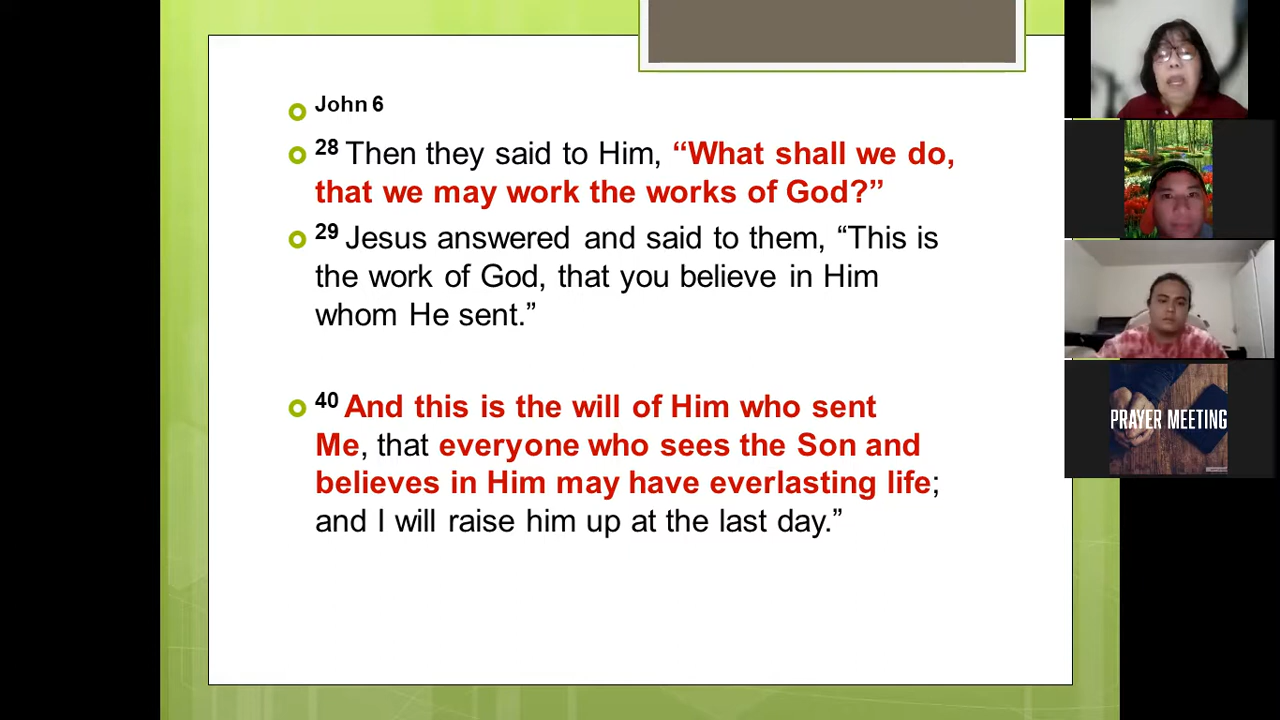 John 6
28 Then they said to Him, “What shall we do,
that we may work the works of God?”
29 Jesus answered and said to them, “This is
the work of God, that you believe in Him
whom He sent.”
40 And this is the will of Him who sent
Me, that everyone who sees the Son and
believes in Him may have everlasting life;
and I will raise him up at the last day.”
PRAYER MEETING